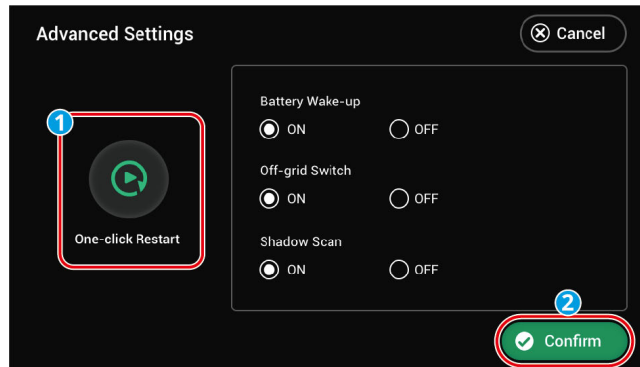 Advanced Settings
Cancel
1
One-click Restart
Battery Wake-up
ON OFF
Off-grid Switch
ON OFF
Shadow Scan
ON OFF
2
Confirm